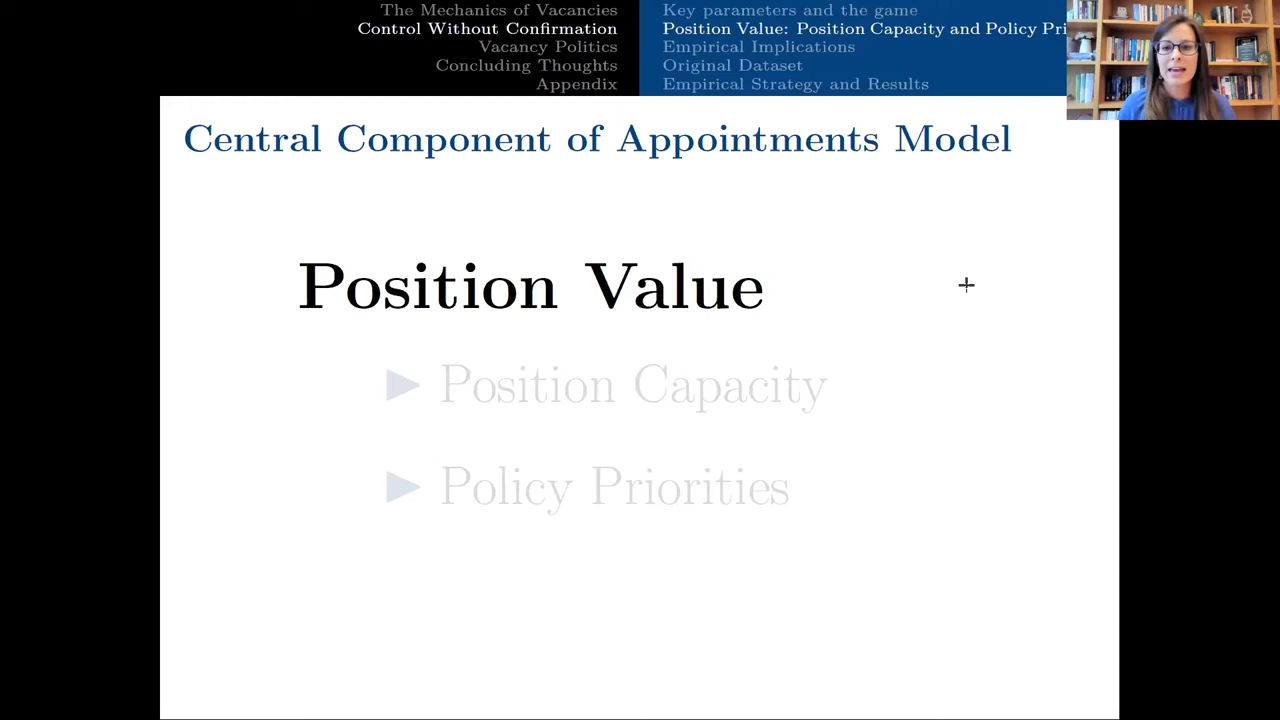 The Mechanics of Vacancies
Control Without Confirmation
Vacancy Politics
Concluding Thoughts
Appendix
Key parameters and the game
Position Value: Position Capacity and Policy Pri
Empirical Implications
Original Dataset
Empirical Strategy and Results
Central Component of Appointments Model
Position Value
Position Capacity
Policy Priorities